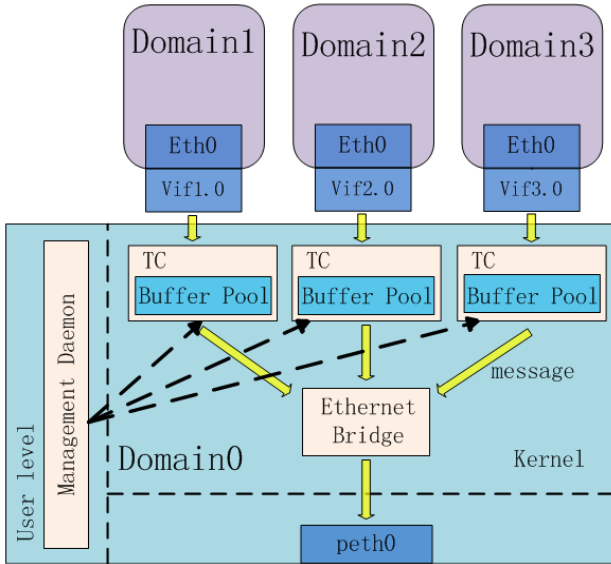 Domain1
Domain2
Domain3
Eth0
Eth0
Eth0
Vif1.0
Vif2.0
Vif3.0
TC
TC
TC
Buffer Pool
Buffer Pool
Buffer Pool
Management Daemon
User level
message
Ethernet
Bridge
Domain0
Kernel
peth0